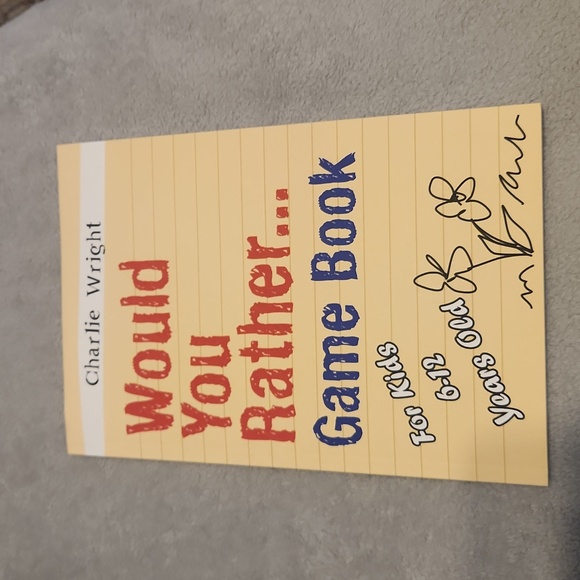 Charlie Wright
Would
You
Rather...
Game Book
For Kids
6-12
Years Old